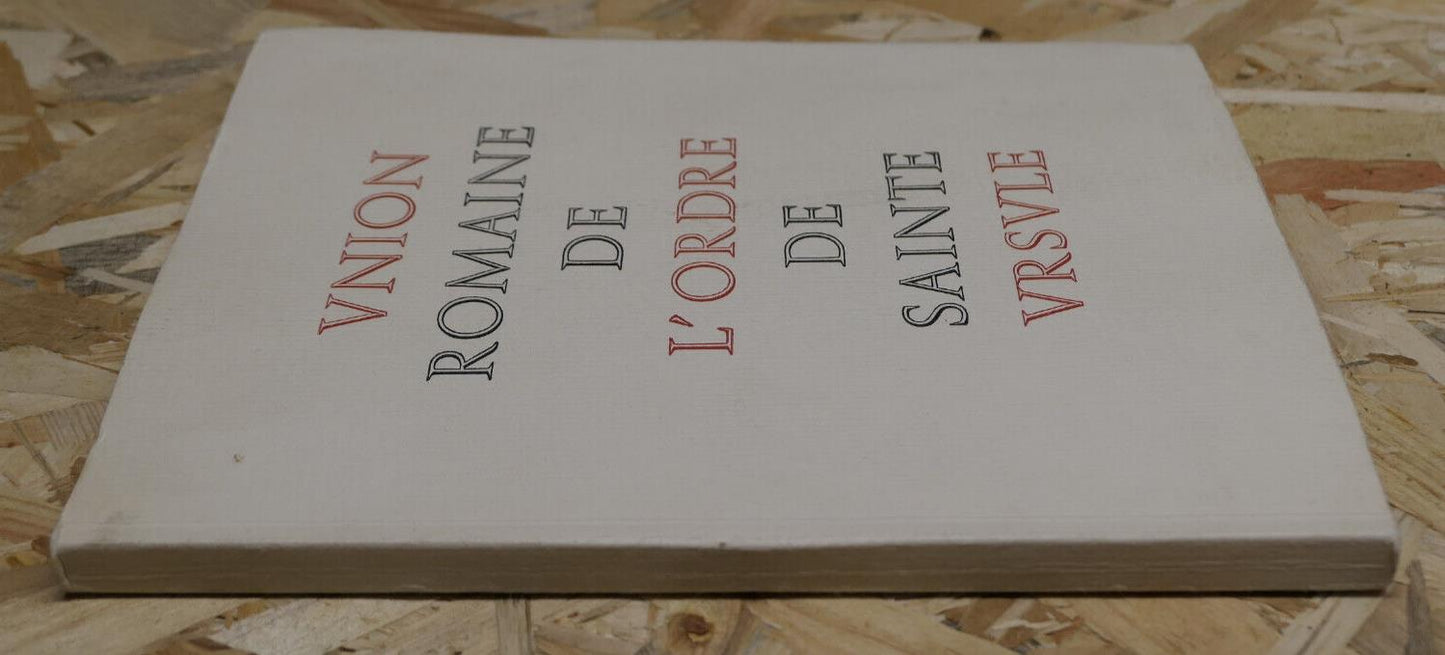 VNION
ROMAINE
DE
L'ORDRE
DE
SAINTE
VRSVLE